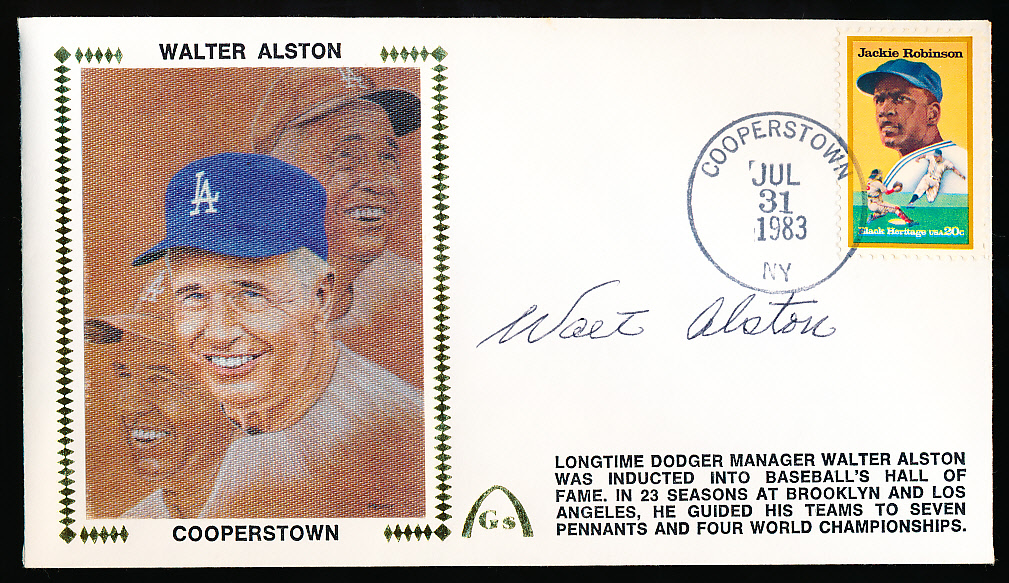 WALTER ALSTON
LA
COOPERSTOWN
Jackie Robinson
Black Heritage USA 20c
COOPERSTOWN
JUL
31
1983
NY
Walt Alston
Gs
LONGTIME DODGER MANAGER WALTER ALSTON
WAS INDUCTED INTO BASEBALL'S HALL OF
FAME. IN 23 SEASONS AT BROOKLYN AND LOS
ANGELES, HE GUIDED HIS TEAMS TO SEVEN
PENNANTS AND FOUR WORLD CHAMPIONSHIPS.